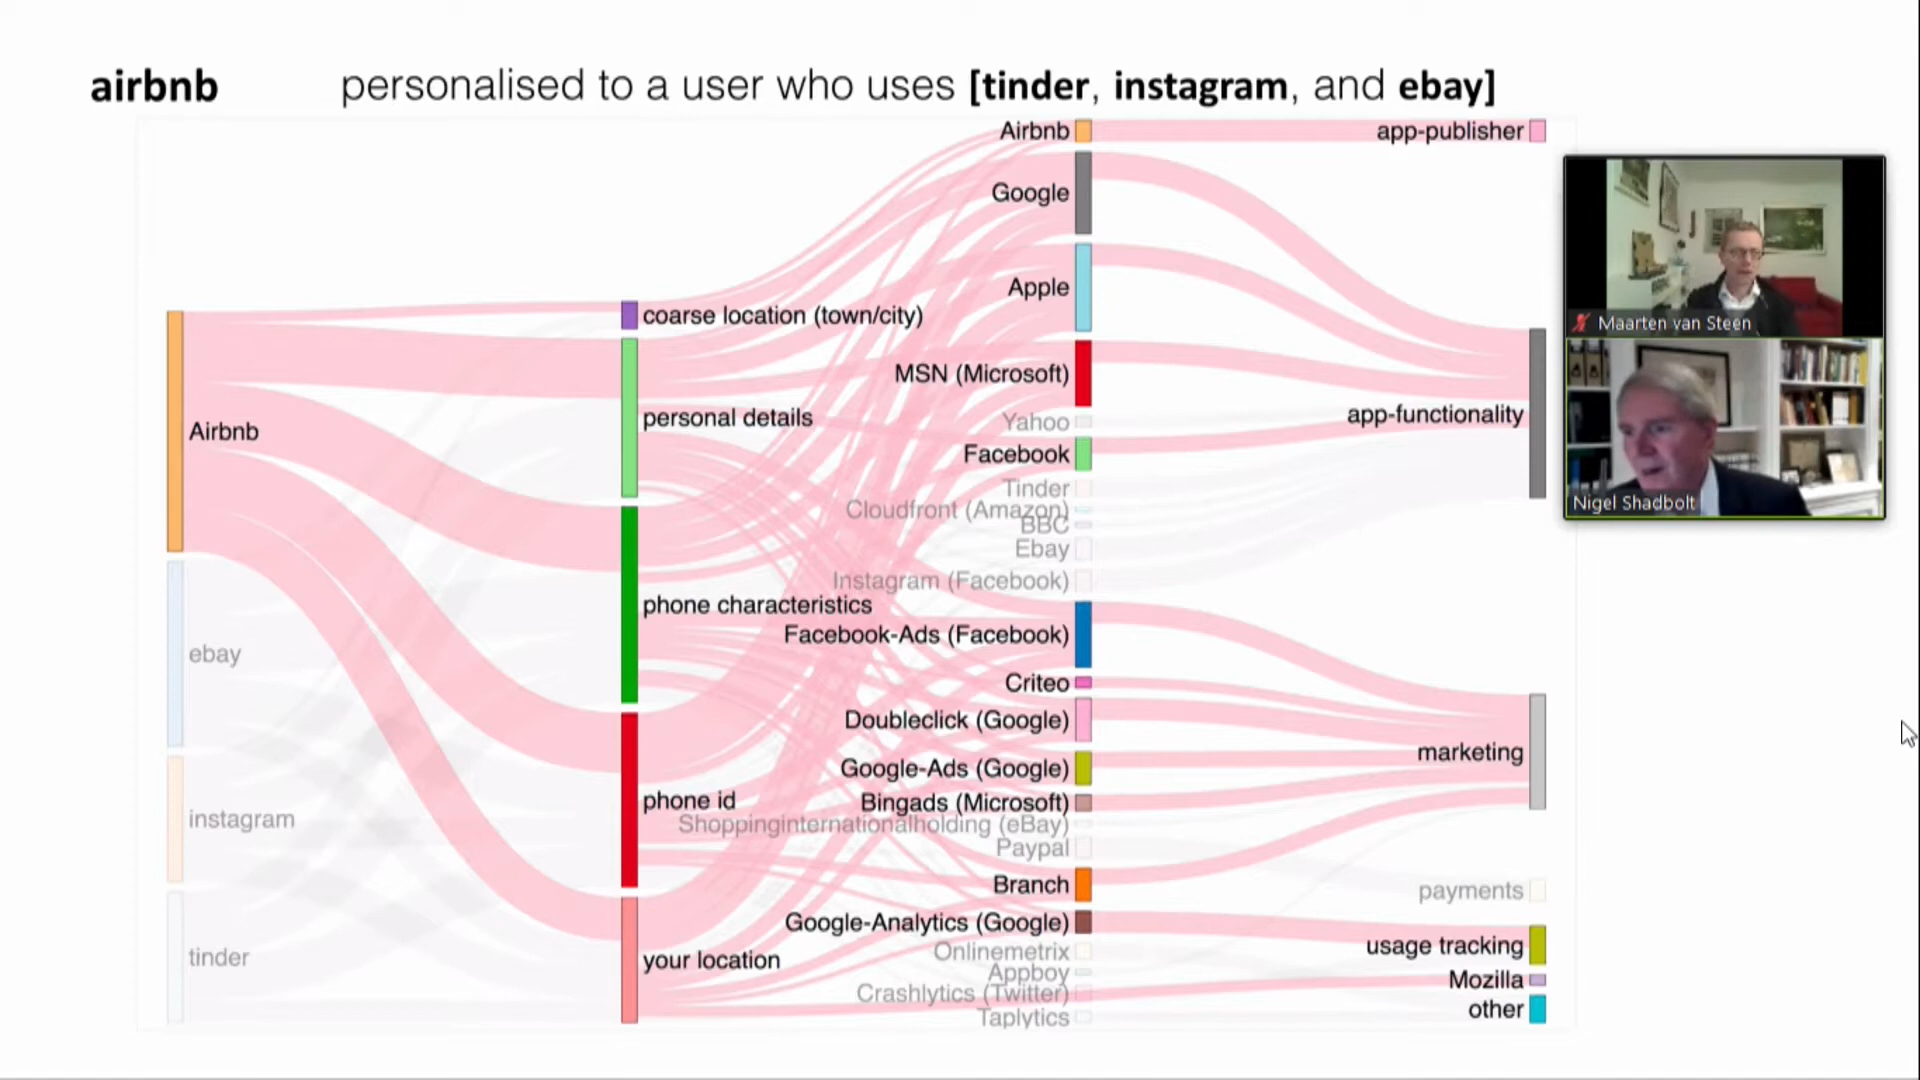 airbnb personalised to a user who uses [tinder, instagram, and ebay]
Airbnb
ebay
instagram
tinder
coarse location (town/city)
personal details
phone characteristics
phone id
your location
Airbnb
Google
Apple
MSN (Microsoft)
Yahoo
Facebook
Tinder
Cloudfront (Amazon)
BBC
Ebay
Instagram (Facebook)
Facebook-Ads (Facebook)
Criteo
Doubleclick (Google)
Google-Ads (Google)
Bingads (Microsoft)
Shoppinginternationalholding (eBay)
Paypal
Branch
Google-Analytics (Google)
Onlinemetrix
Appboy
Crashlytics (Twitter)
Taplytics
app-publisher
app-functionality
marketing
payments
usage tracking
Mozilla
other
Maarten van Steen
Nigel Shadbolt